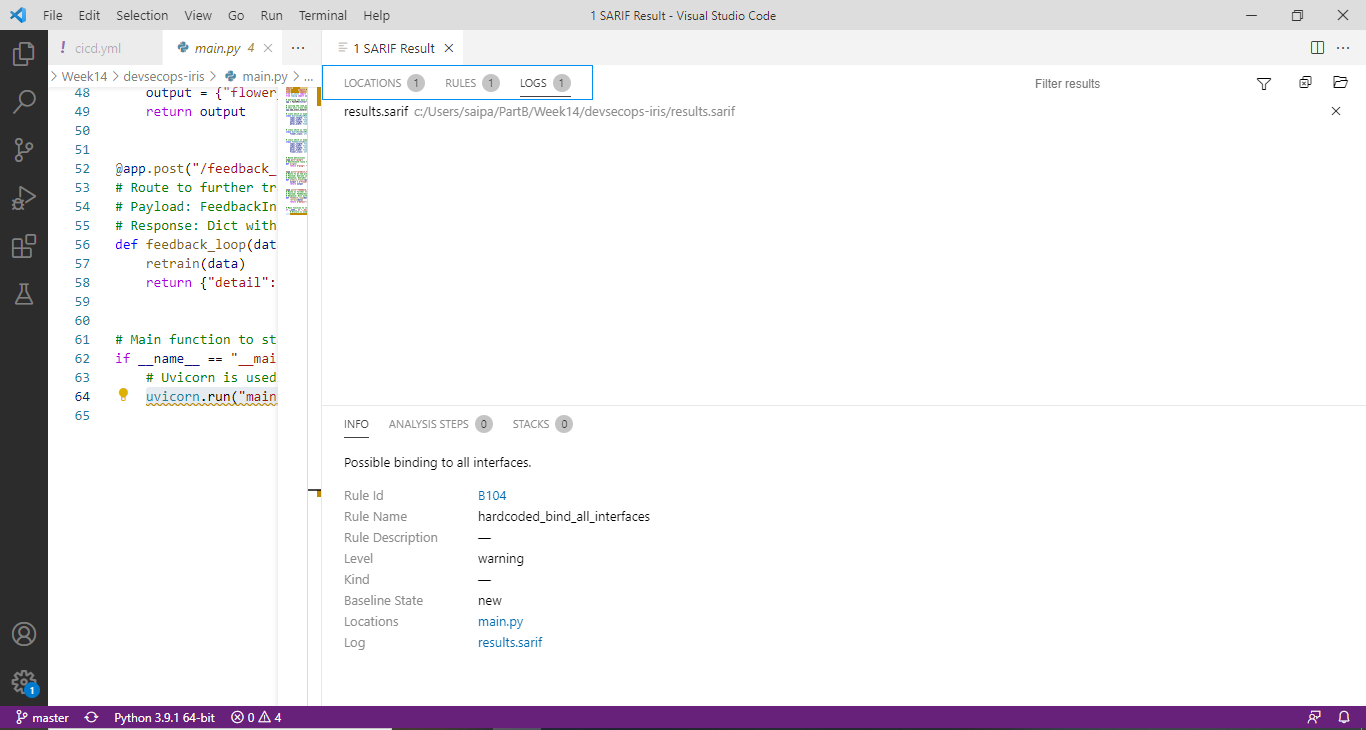 File Edit Selection View Go Run Terminal Help 1 SARIF Result - Visual Studio Code
! cicd.yml main.py 4 × ··· 1 SARIF Result × ···
> Week14 > devsecops-iris > main.py > ...
LOCATIONS 1 RULES 1 LOGS 1 Filter results
results.sarif c:/Users/saipa/PartB/Week14/devsecops-iris/results.sarif
48 output = {"flower_
49 return output
50
51
52 @app.post("/feedback_
53 # Route to further tr
54 # Payload: FeedbackIn
55 # Response: Dict with
56 def feedback_loop(dat
57 retrain(data)
58 return {"detail":
59
60
61 # Main function to st
62 if __name__ == "__mai
63 # Uvicorn is used
64 uvicorn.run("main
65
INFO ANALYSIS STEPS 0 STACKS 0
Possible binding to all interfaces.
Rule Id B104
Rule Name hardcoded_bind_all_interfaces
Rule Description —
Level warning
Kind —
Baseline State new
Locations main.py
Log results.sarif
1
master Python 3.9.1 64-bit 0 4